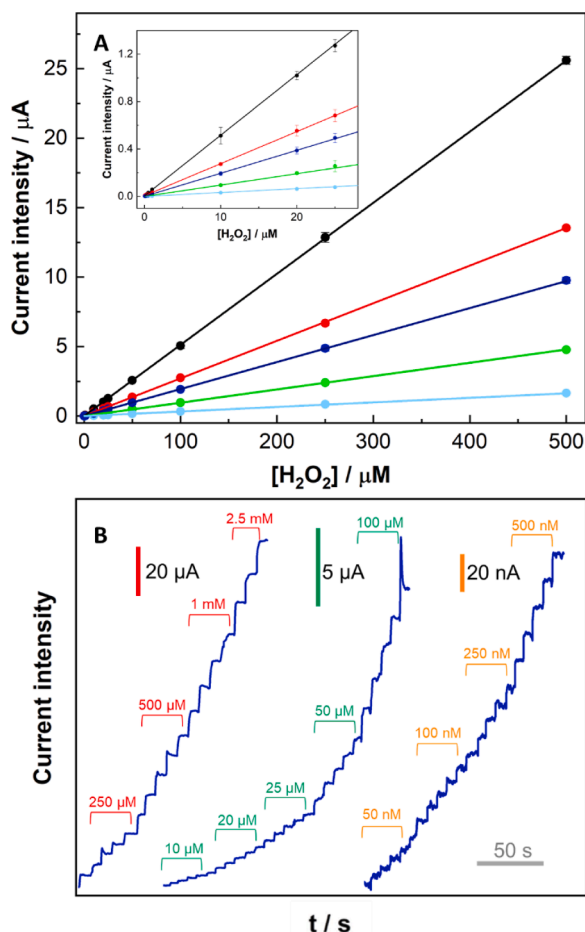 A
Current intensity / μA
1.2
0.8
0.4
0.0
0
10
20
[H₂O₂] / μM
Current intensity / μA
25
20
15
10
5
0
0
100
200
300
400
500
[H₂O₂] / μM
B
2.5 mM
20 μA
1 mM
500 μM
250 μM
100 μM
5 μA
50 μM
25 μM
20 μM
10 μM
500 nM
20 nA
250 nM
100 nM
50 nM
50 s
Current intensity
t / s